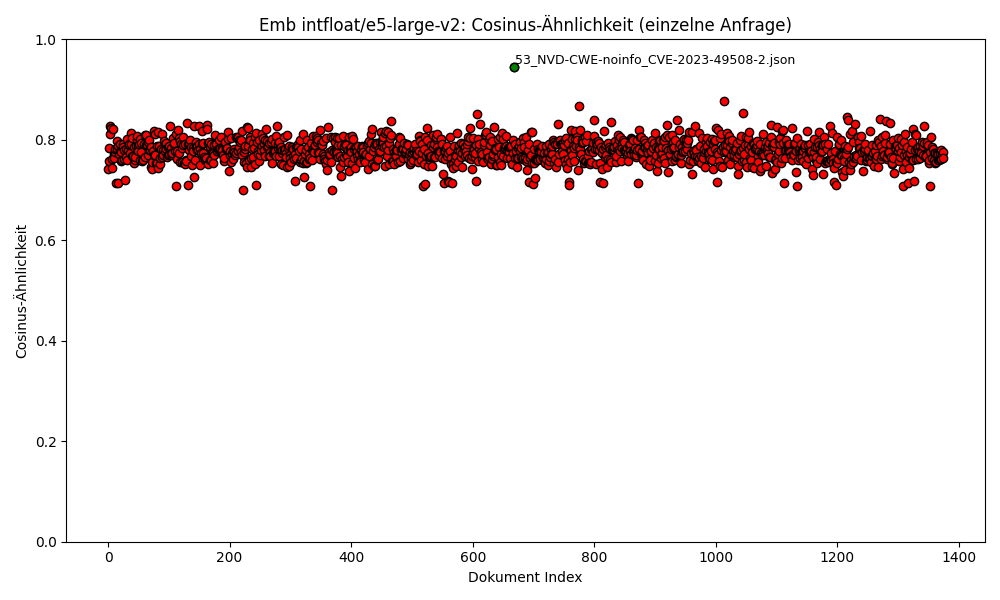 Emb intfloat/e5-large-v2: Cosinus-Ähnlichkeit (einzelne Anfrage)
1.0
53_NVD-CWE-noinfo_CVE-2023-49508-2.json
0.8
0.6
Cosinus-Ähnlichkeit
0.4
0.2
0.0
0 200 400 600 800 1000 1200 1400
Dokument Index